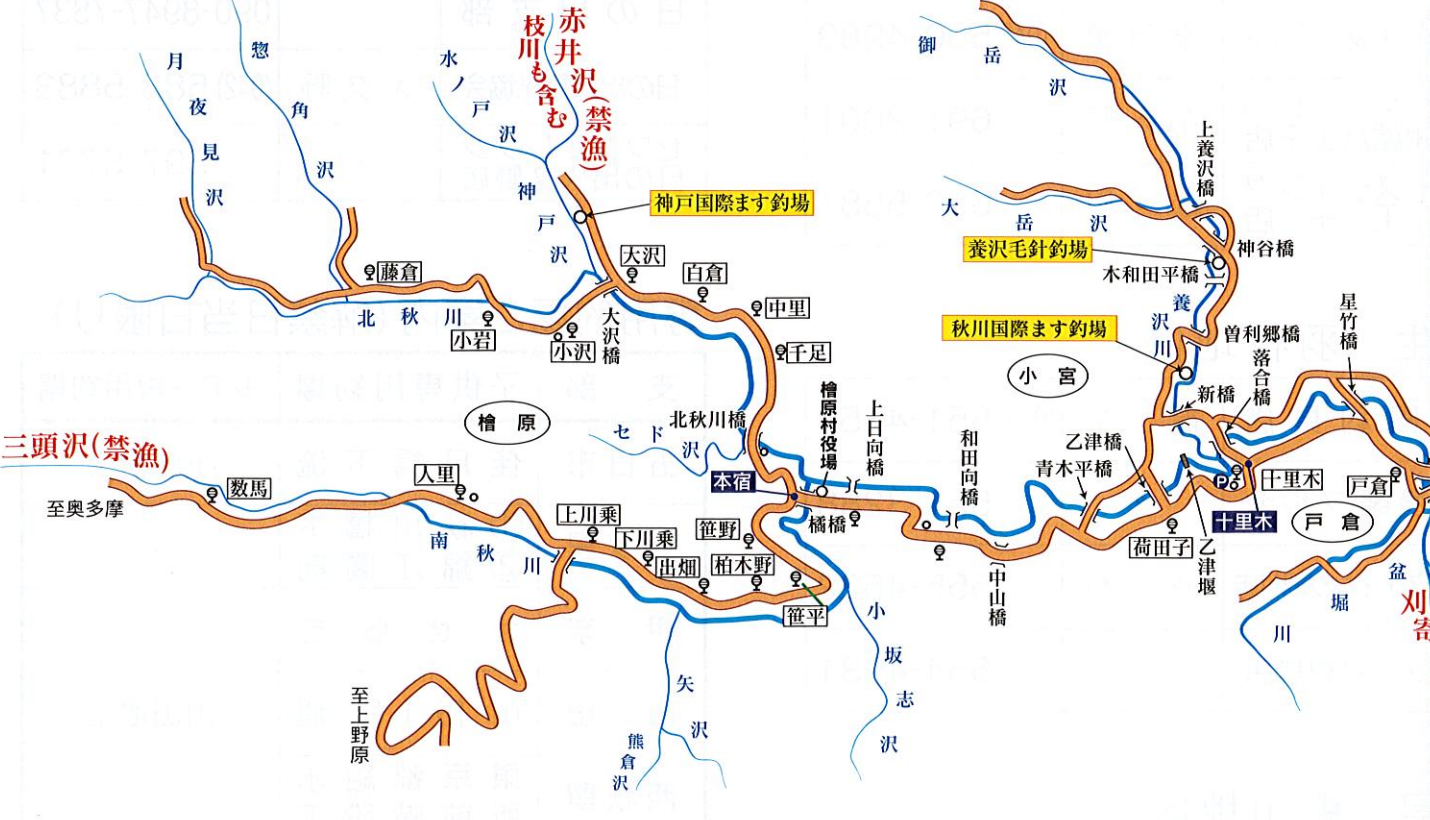 赤井沢(禁漁)
枝川も含む
月夜見沢
惣角沢
水ノ戸沢
神戸沢
御岳沢
大岳沢
上養沢橋
神戸国際ます釣場
養沢毛針釣場
神谷橋
木和田平橋
養沢川
秋川国際ます釣場
曽利郷橋
落合橋
星竹橋
新橋
小宮
藤倉
大沢
白倉
中里
千足
北秋川
小岩
小沢
大沢橋
檜原
北秋川橋
セド沢
檜原村役場
上日向橋
和田向橋
乙津橋
青木平橋
三頭沢(禁漁)
数馬
至奥多摩
人里
本宿
橘橋
中山橋
P
十里木
十里木
戸倉
戸倉
荷田子
乙津堰
上川乗
下川乗
笹野
出畑
柏木野
笹平
南秋川
小坂志沢
矢沢
熊倉沢
至上野原
盆堀川
刈寄